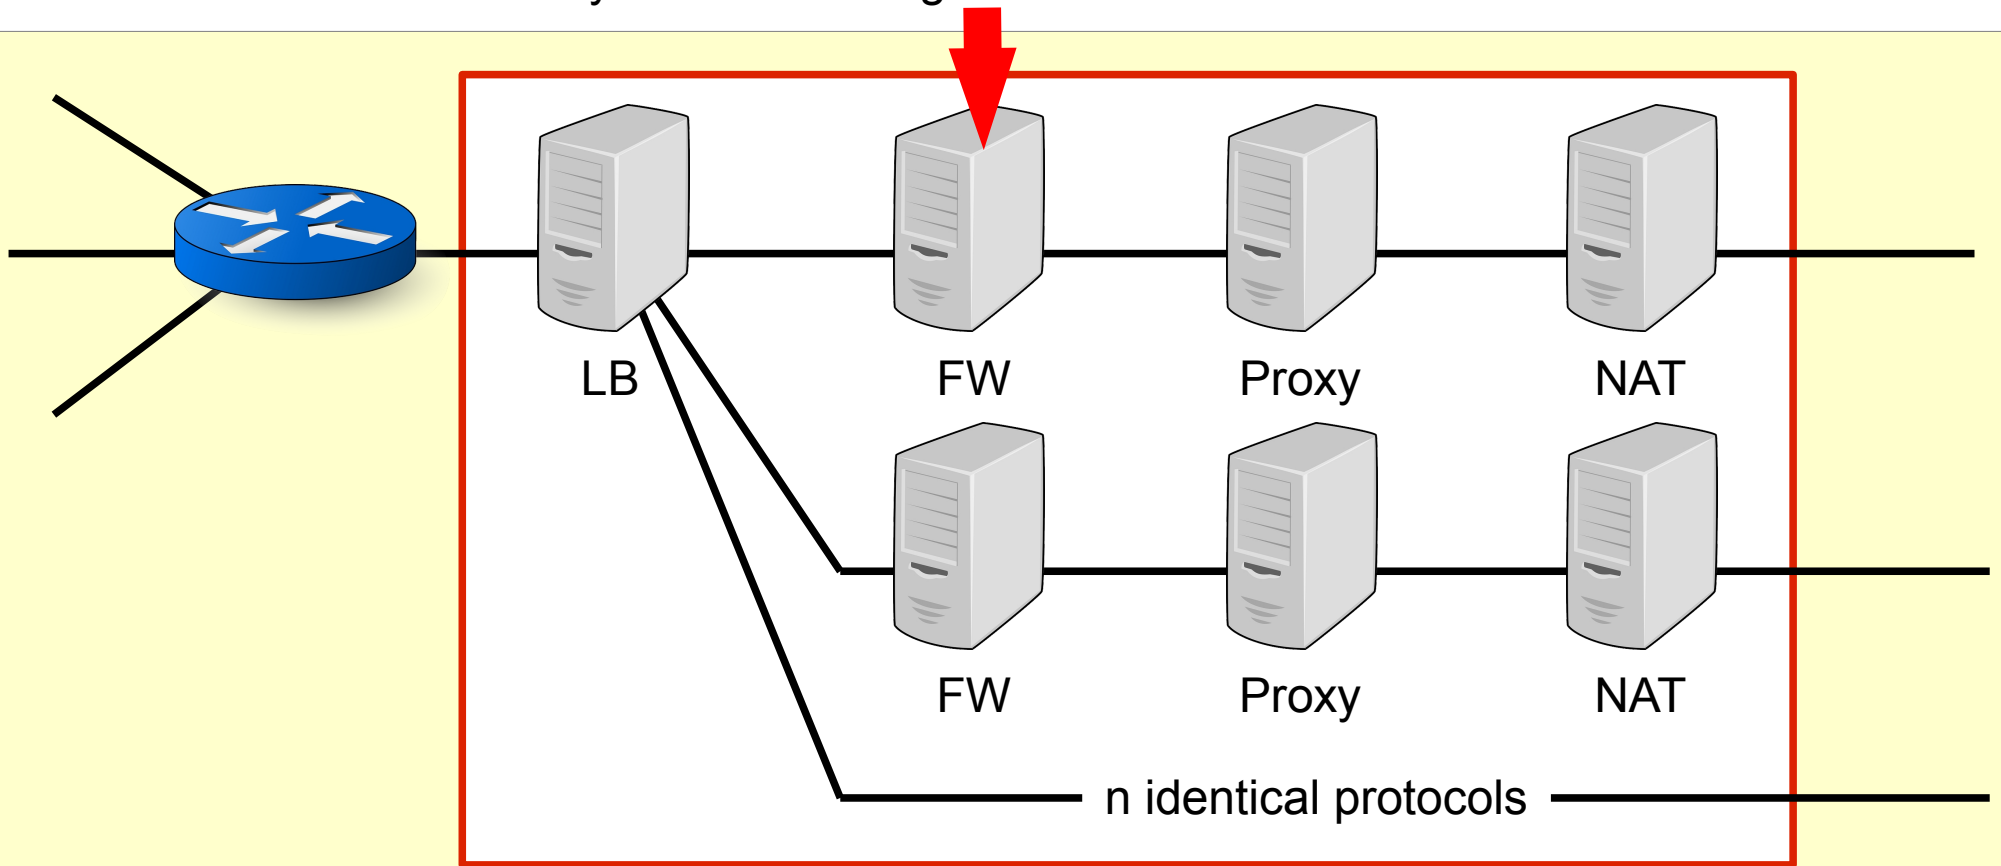 LB
FW
Proxy
NAT
FW
Proxy
NAT
n identical protocols